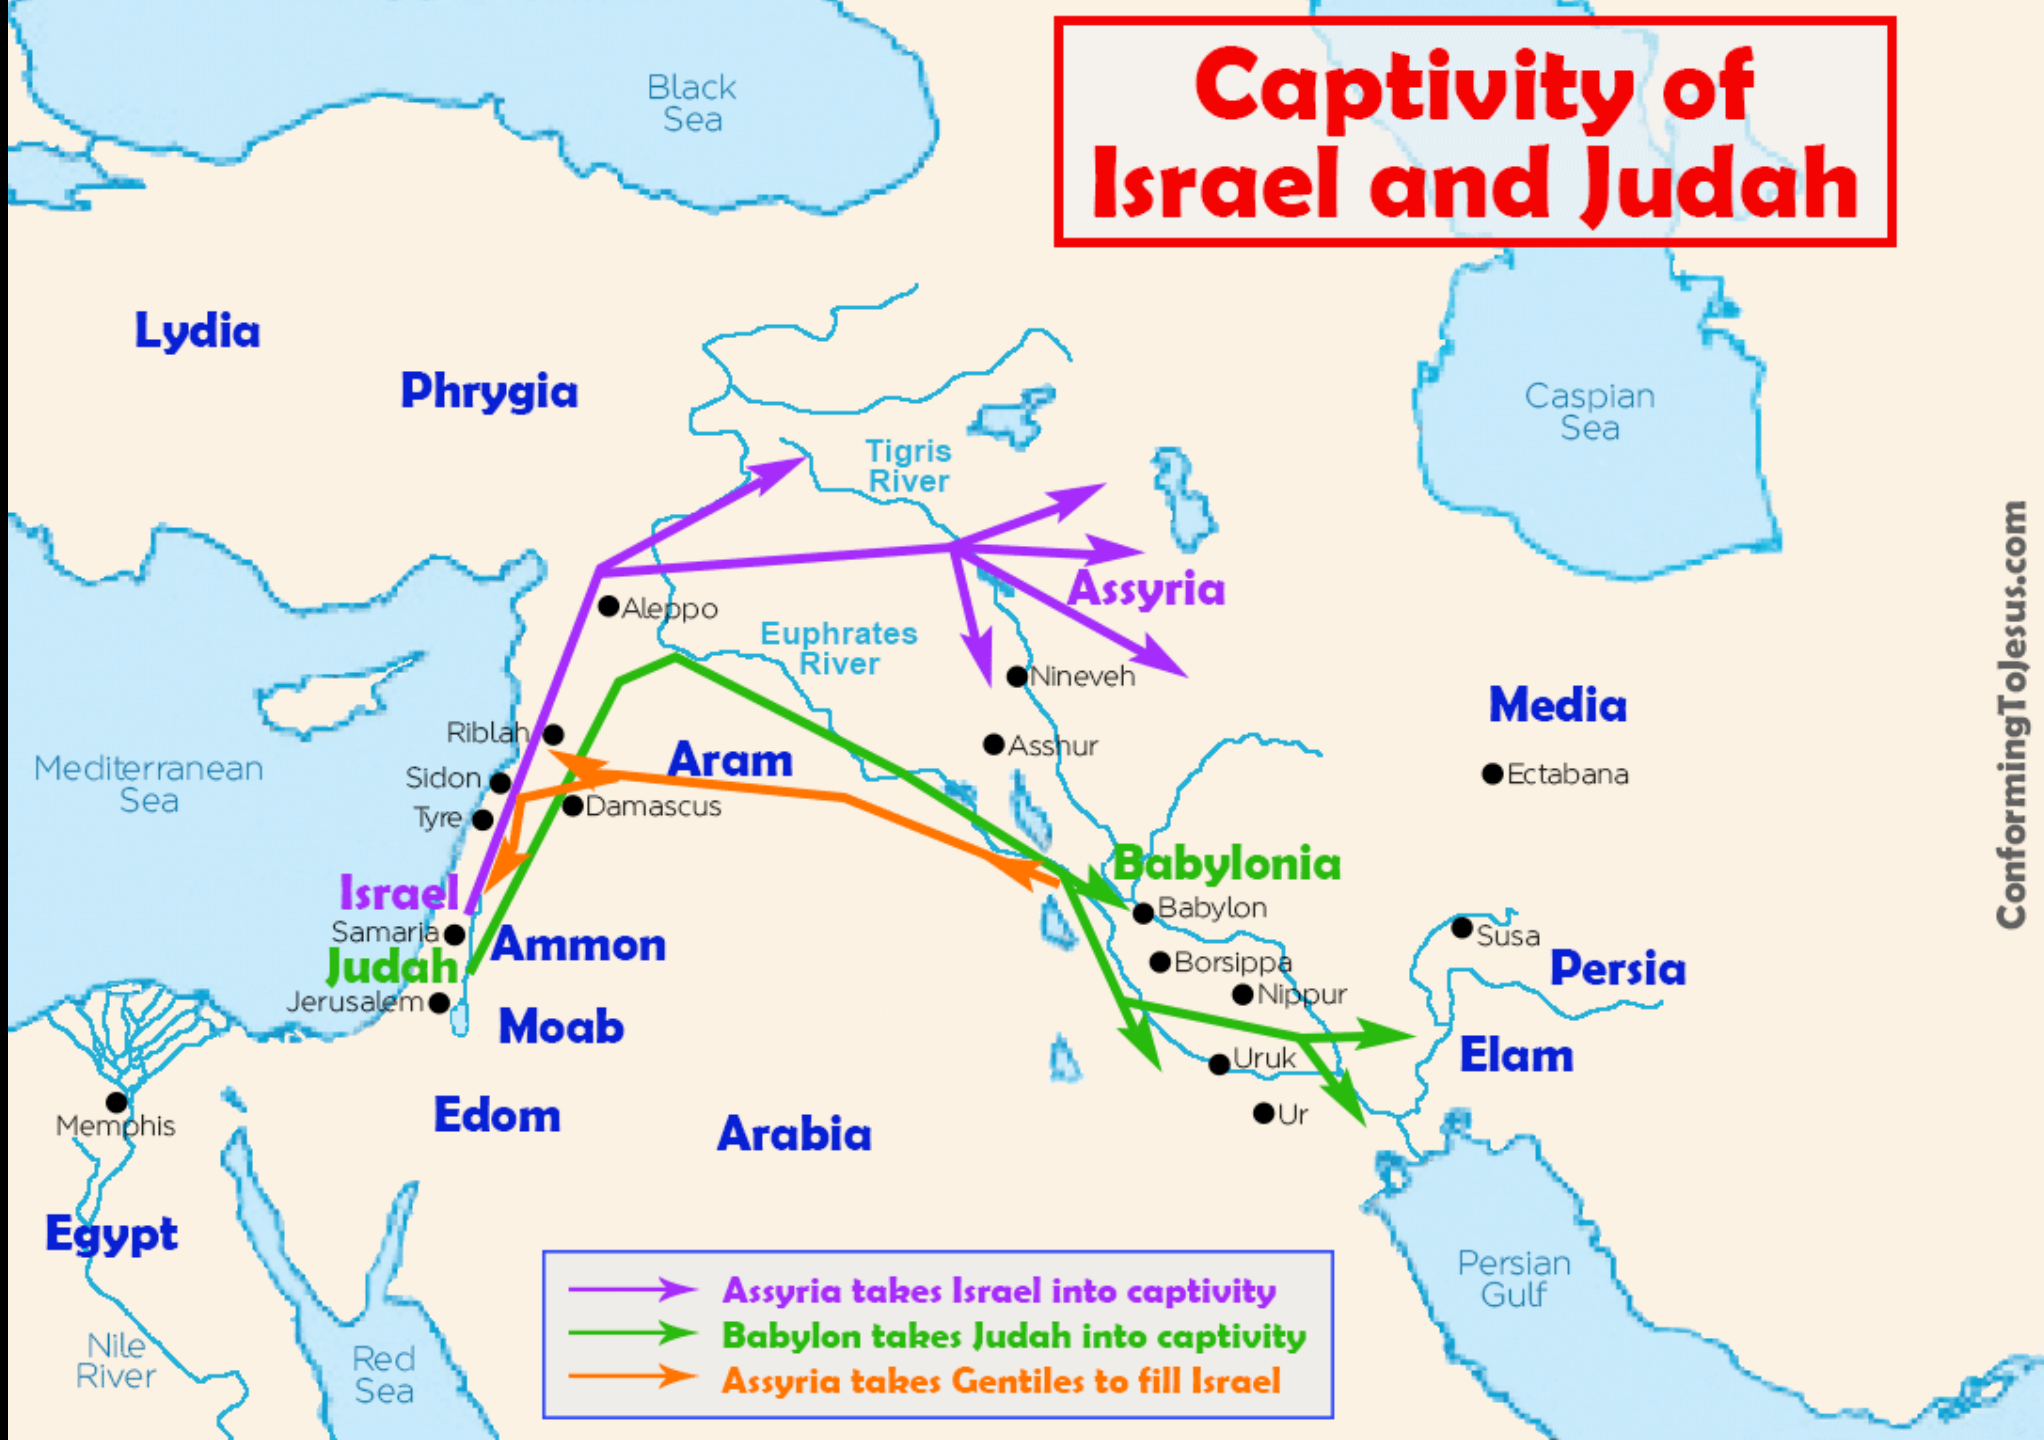 Captivity of
Israel and Judah
Black
Sea
Lydia
Phrygia
Caspian
Sea
Tigris
River
Assyria
Aleppo
Euphrates
River
Nineveh
Media
Riblah
Asshur
Aram
Mediterranean
Sea
Sidon
Ectabana
Tyre
Damascus
Babylonia
Israel
Babylon
Samaria
Ammon
Susa
Judah
Borsippa
Persia
Jerusalem
Nippur
Moab
Uruk
Elam
Memphis
Edom
Ur
Arabia
Egypt
Persian
Gulf
Nile
River
Red
Sea
Assyria takes Israel into captivity
Babylon takes Judah into captivity
Assyria takes Gentiles to fill Israel
ConformingToJesus.com